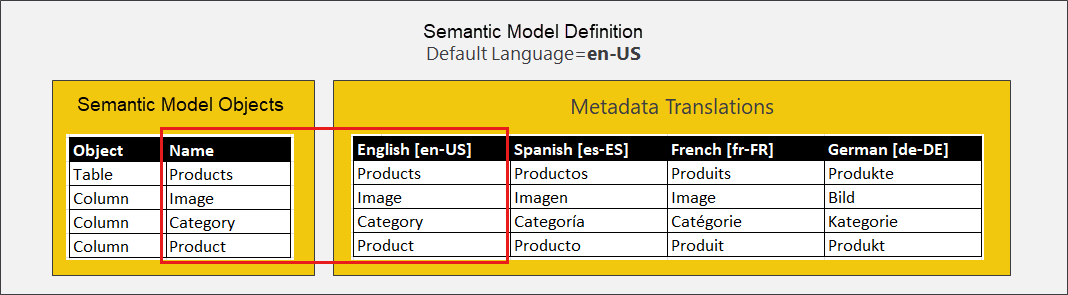 Semantic Model Definition
Default Language=en-US
Semantic Model Objects
Object Name
Table Products
Column Image
Column Category
Column Product
Metadata Translations
English [en-US] Spanish [es-ES] French [fr-FR] German [de-DE]
Products Productos Produits Produkte
Image Imagen Image Bild
Category Categoría Catégorie Kategorie
Product Producto Produit Produkt